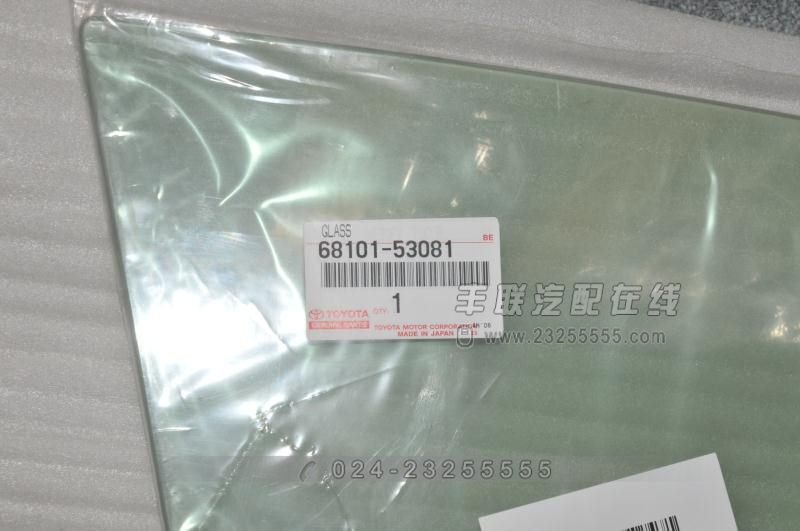 GLASS
BE
68101-53081
TOYOTA QTY: 1
GENUINE PARTS
TOYOTA MOTOR CORPORATION
MADE IN JAPAN
丰联汽配在线
www.23255555.com
024-23255555